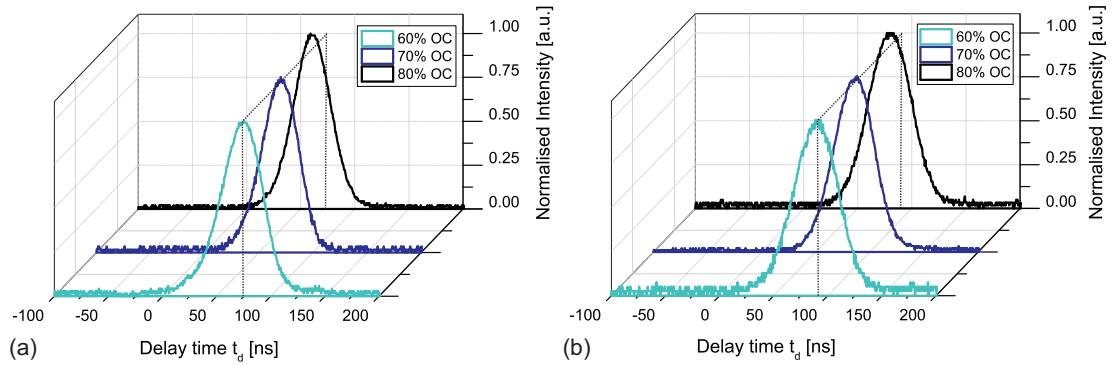 1.00
0.75
0.50
0.25
0.00
Normalised Intensity [a.u.]
60% OC
70% OC
80% OC
-100 -50 0 50 100 150 200
Delay time t_d [ns]
(a)
1.00
0.75
0.50
0.25
0.00
Normalised Intensity [a.u.]
60% OC
70% OC
80% OC
-100 -50 0 50 100 150 200
Delay time t_d [ns]
(b)